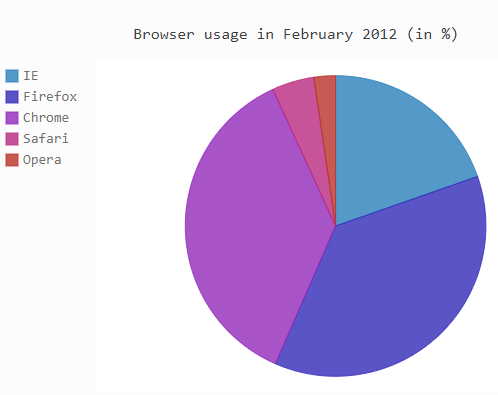 Browser usage in February 2012 (in %)
IE
Firefox
Chrome
Safari
Opera